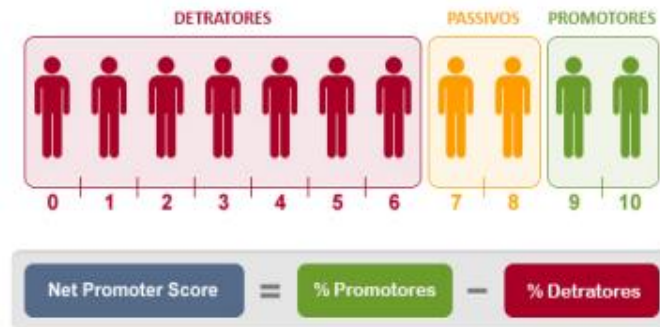 DETRATORES PASSIVOS PROMOTORES
0 1 2 3 4 5 6 7 8 9 10
Net Promoter Score = % Promotores − % Detratores